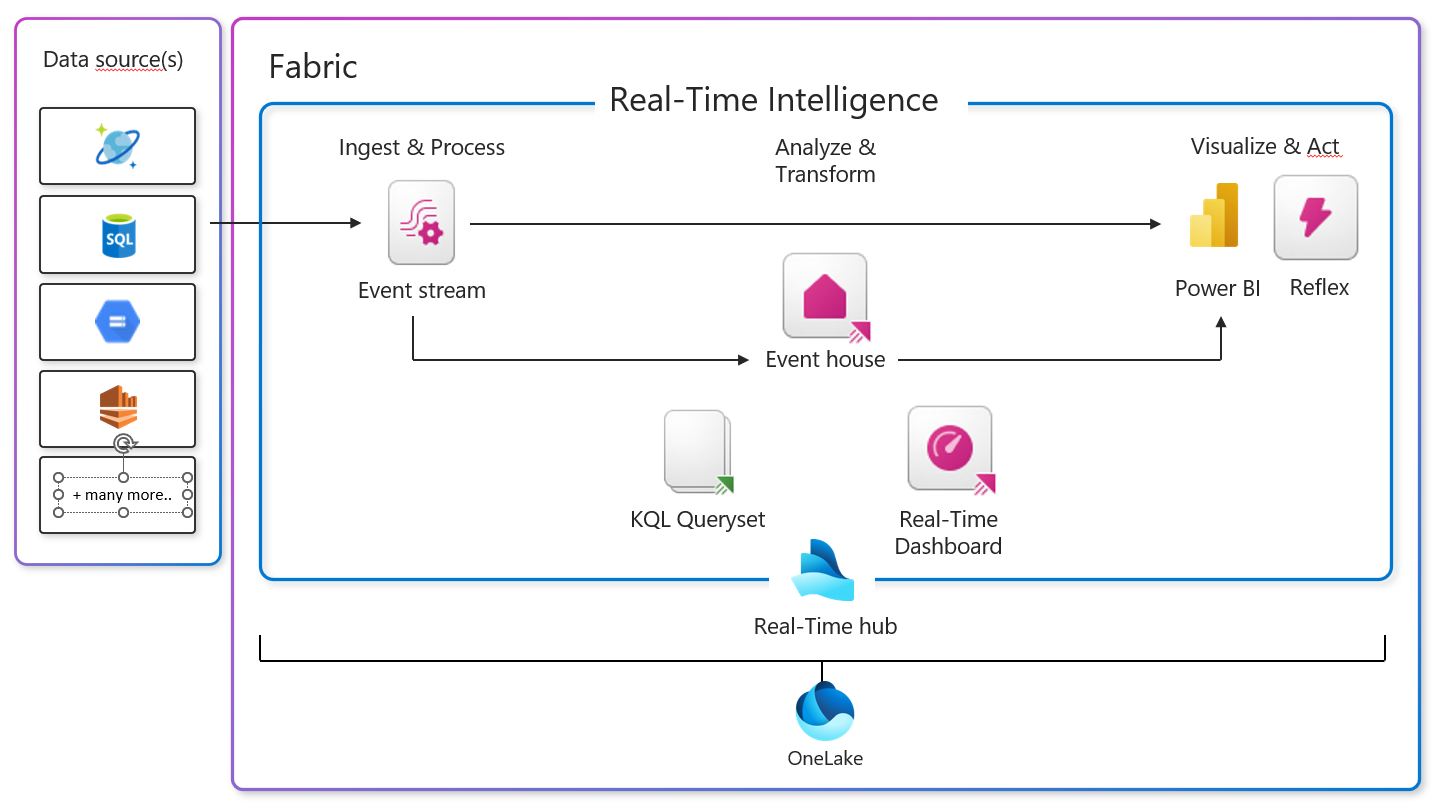 Data source(s)
SQL
+ many more..
Fabric
Real-Time Intelligence
Ingest & Process
Event stream
Analyze &
Transform
Event house
KQL Queryset
Real-Time
Dashboard
Visualize & Act
Power BI
Reflex
Real-Time hub
OneLake